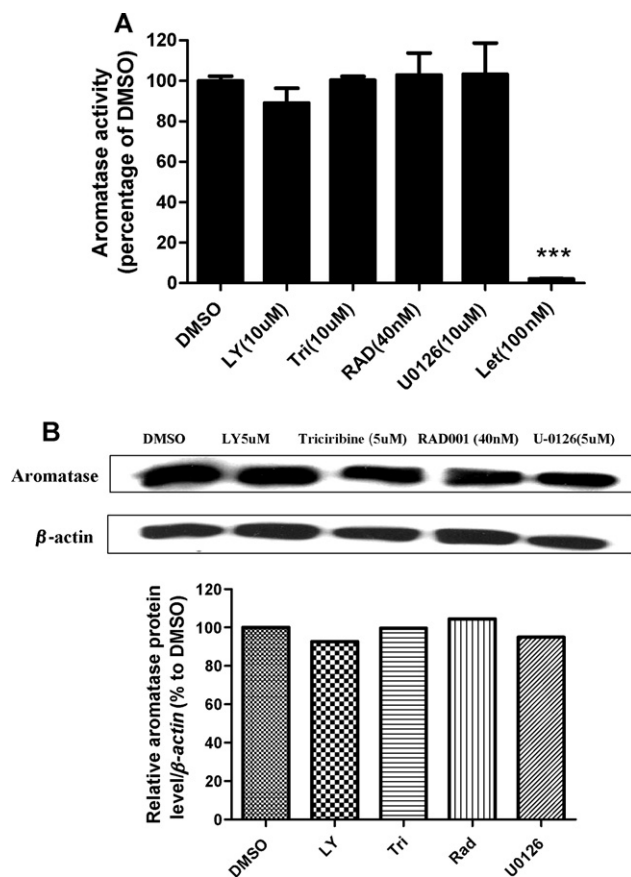 A
Aromatase activity
(percentage of DMSO)
120
100
80
60
40
20
0
***
DMSO
LY(10uM)
Tri(10uM)
RAD(40nM)
U0126(10uM)
Let(100nM)
B
DMSO LY5uM Triciribine (5uM) RAD001 (40nM) U-0126(5uM)
Aromatase
β-actin
Relative aromatase protein
level/β-actin (% to DMSO)
120
100
80
60
40
20
0
DMSO
LY
Tri
Rad
U0126